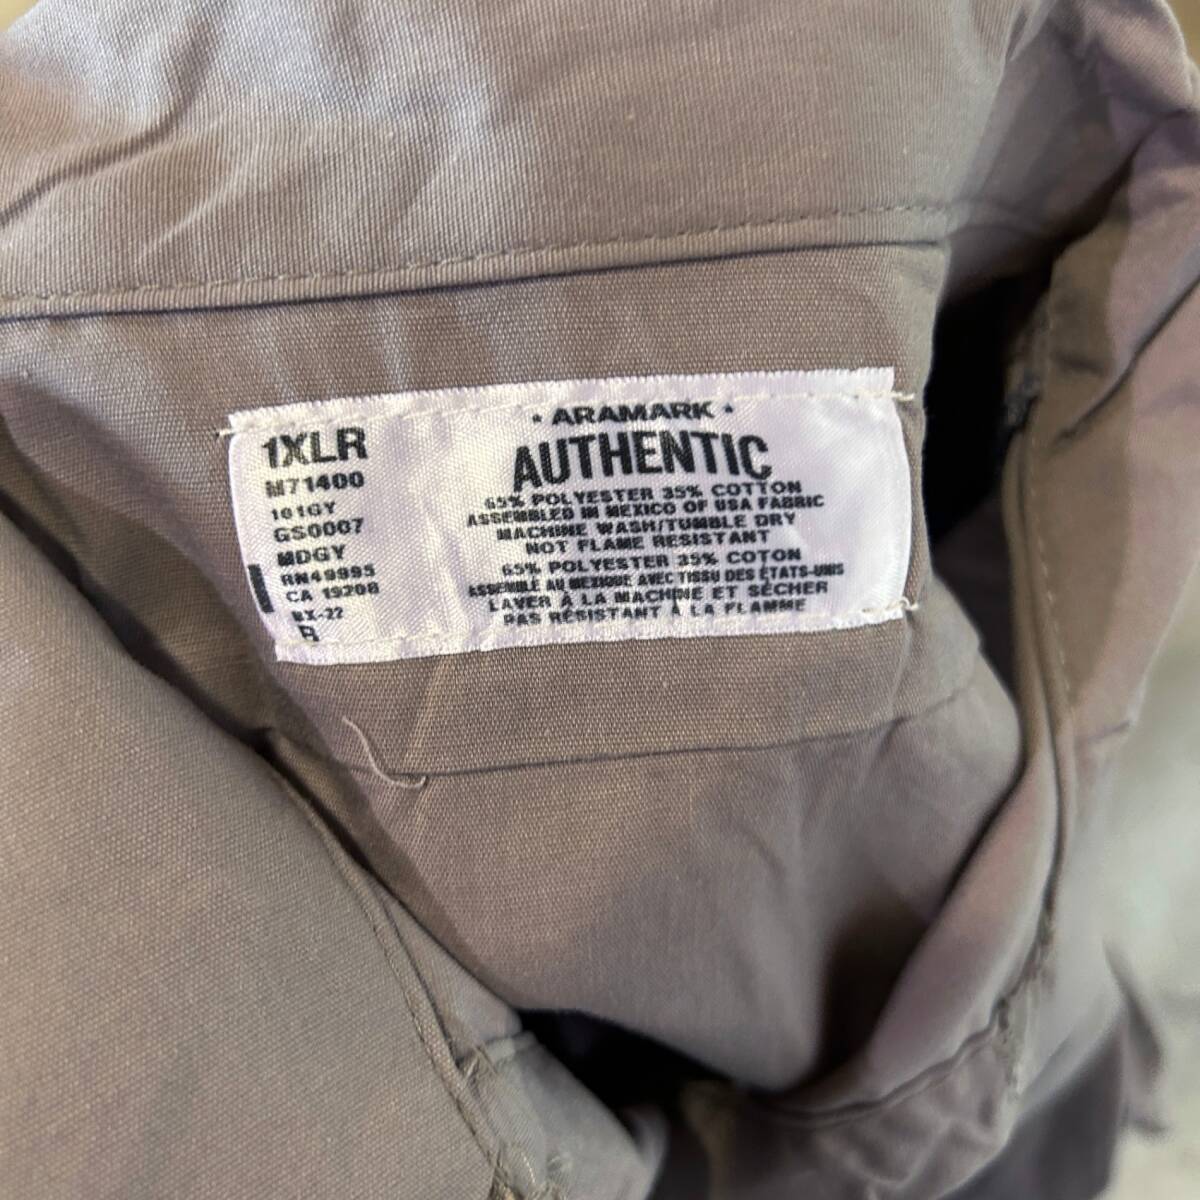 1XLR
M71400
101GY
GS0007
MDGY
RN49995
CA 19208
MX-22
R
• ARAMARK •
AUTHENTIC
65% POLYESTER 35% COTTON
ASSEMBLED IN MEXICO OF USA FABRIC
MACHINE WASH/TUMBLE DRY
NOT FLAME RESISTANT
65% POLYESTER 35% COTON
ASSEMBLÉ AU MEXIQUE AVEC TISSU DES ÉTATS-UNIS
LAVER À LA MACHINE ET SÉCHER
PAS RÉSISTANT À LA FLAMME